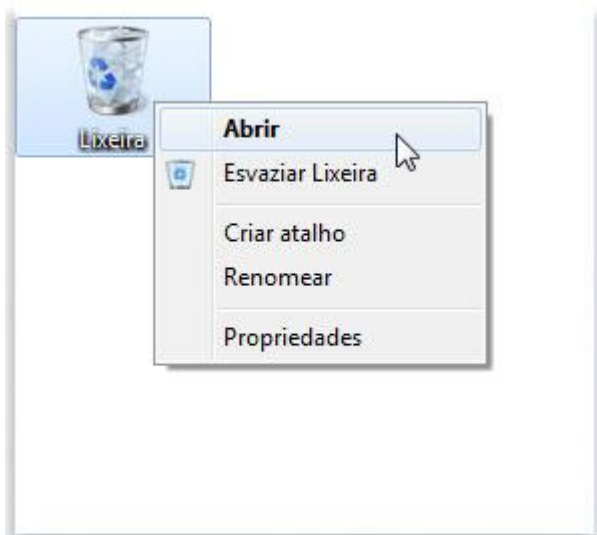 Lixeira
Abrir
Esvaziar Lixeira
Criar atalho
Renomear
Propriedades